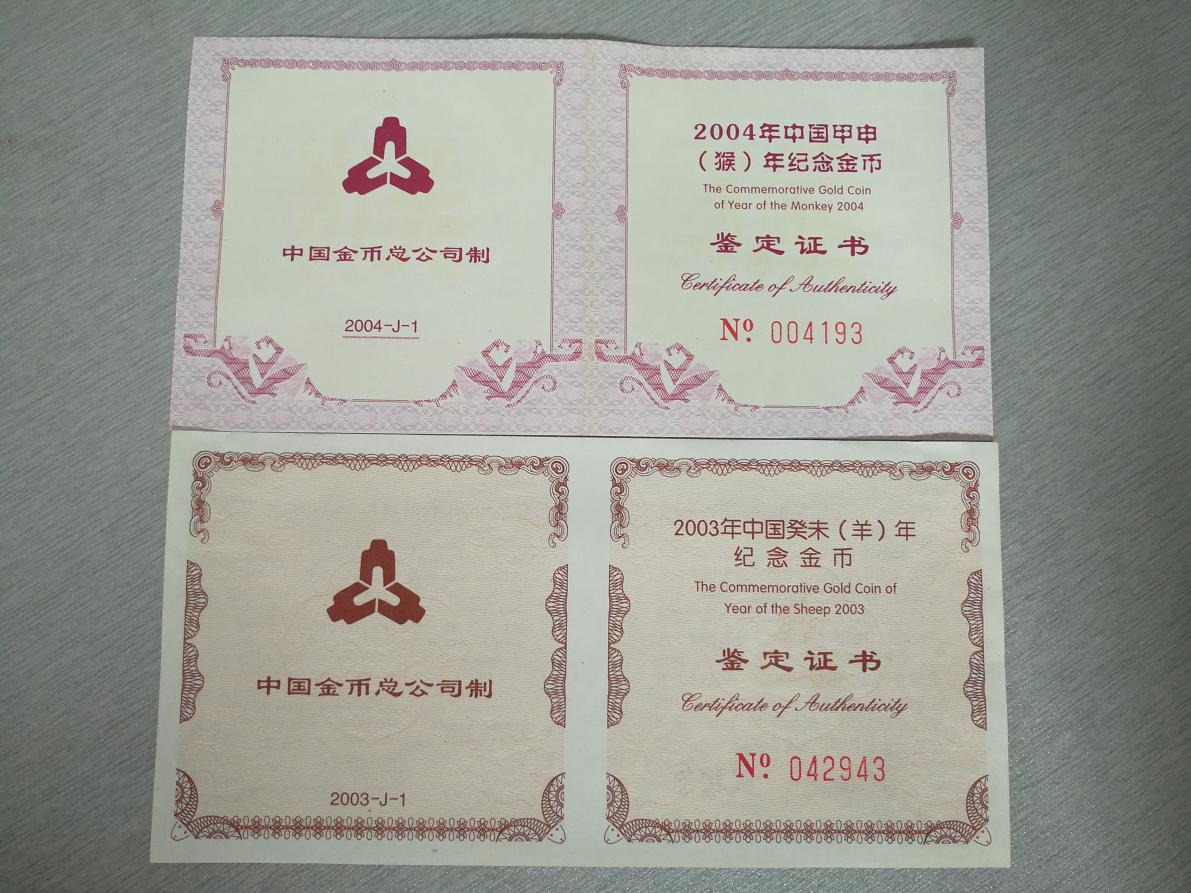 中国金币总公司制
2004-J-1
2004年中国甲申
（猴）年纪念金币
The Commemorative Gold Coin
of Year of the Monkey 2004
鉴定证书
Certificate of Authenticity
Nº 004193
中国金币总公司制
2003-J-1
2003年中国癸未（羊）年
纪念金币
The Commemorative Gold Coin of
Year of the Sheep 2003
鉴定证书
Certificate of Authenticity
Nº 042943